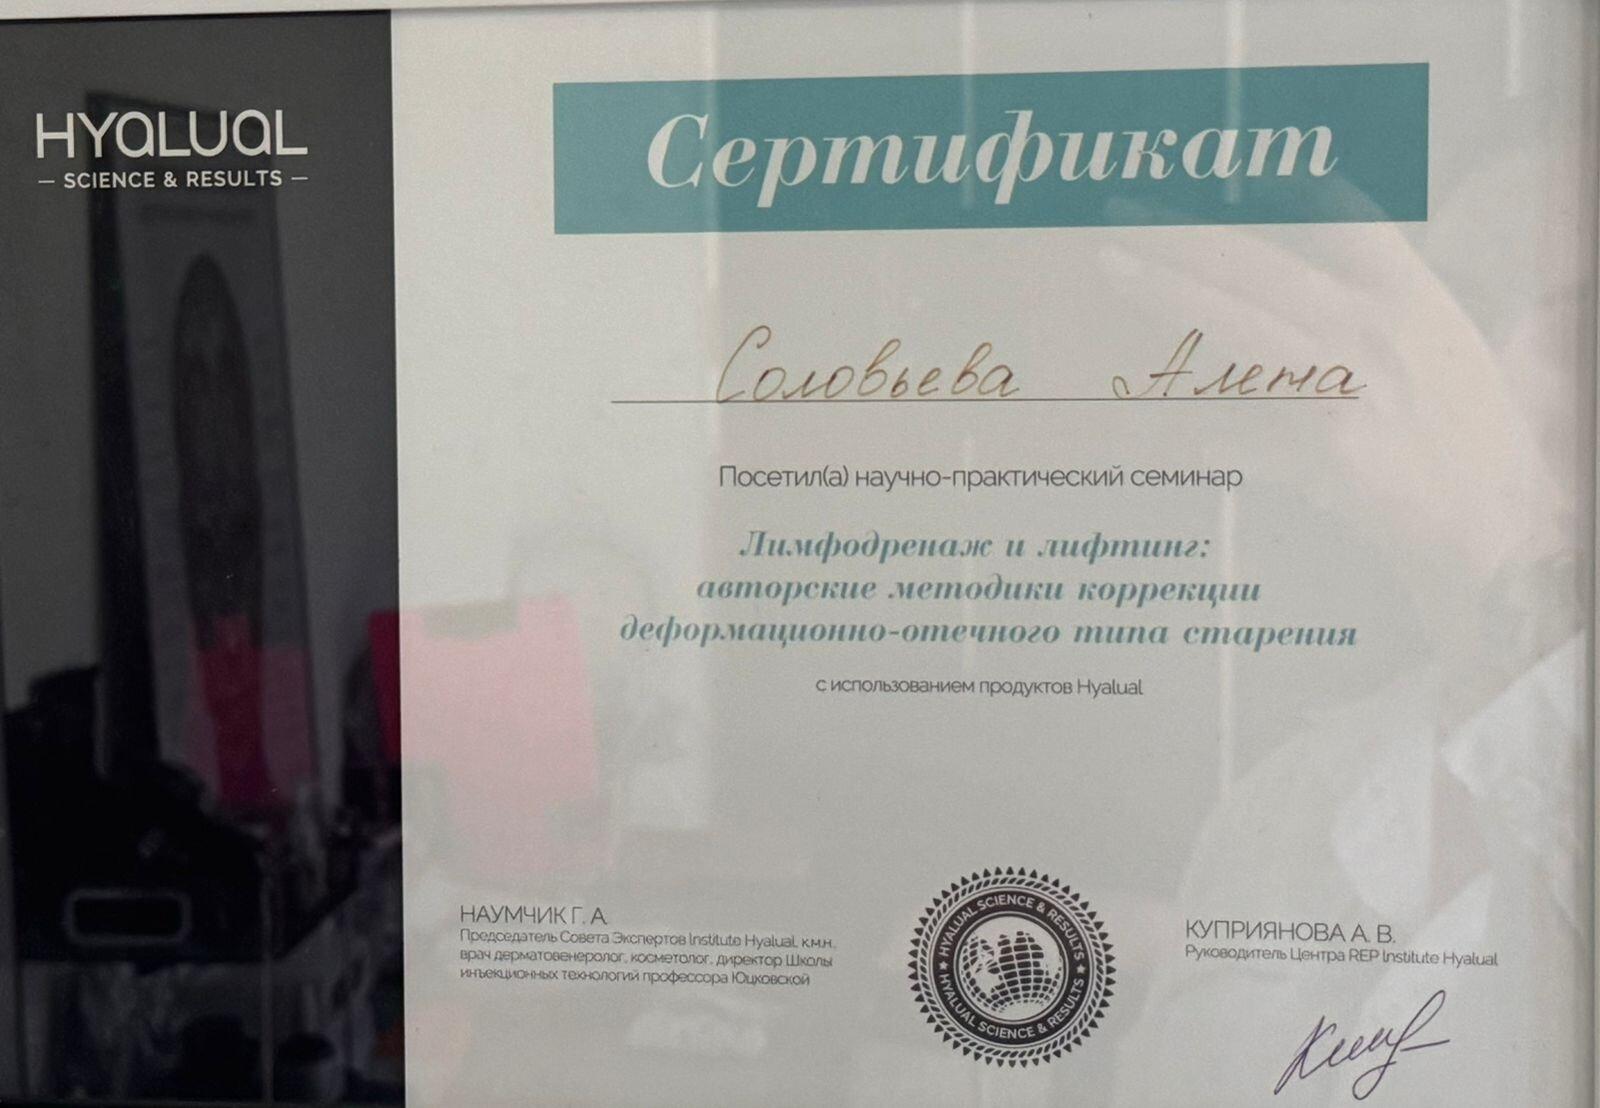 HYALUAL
— SCIENCE & RESULTS —
Сертификат
Соловьева Алена
Посетил(а) научно-практический семинар
Лимфодренаж и лифтинг:
авторские методики коррекции
деформационно-отечного типа старения
с использованием продуктов Hyalual
НАУМЧИК Г. А.
Председатель Совета Экспертов Institute Hyalual, к.м.н.,
врач дерматовенеролог, косметолог, директор Школы
инъекционных технологий профессора Юцковской
HYALUAL SCIENCE & RESULTS ★ HYALUAL SCIENCE & RESULTS ★
КУПРИЯНОВА А. В.
Руководитель Центра REP Institute Hyalual